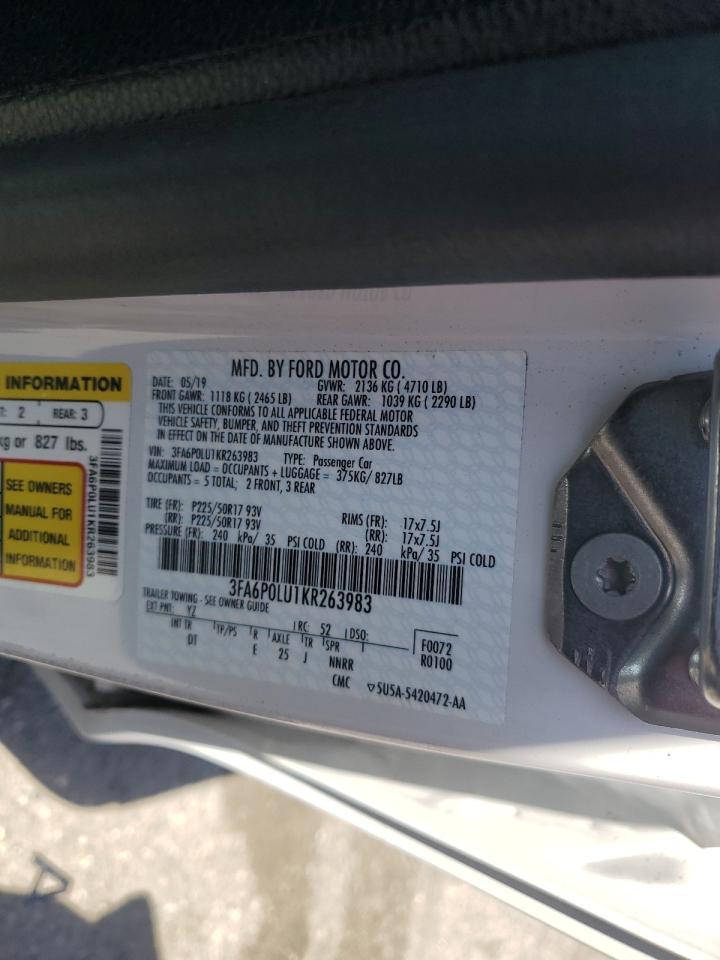 INFORMATION
: 2 REAR: 3
kg or 827 lbs.
SEE OWNERS
MANUAL FOR
ADDITIONAL
INFORMATION
3FA6P0LU1KR263983
MFD. BY FORD MOTOR CO.
DATE: 05/19 GVWR: 2136 KG ( 4710 LB)
FRONT GAWR: 1118 KG ( 2465 LB) REAR GAWR: 1039 KG ( 2290 LB)
THIS VEHICLE CONFORMS TO ALL APPLICABLE FEDERAL MOTOR
VEHICLE SAFETY, BUMPER, AND THEFT PREVENTION STANDARDS
IN EFFECT ON THE DATE OF MANUFACTURE SHOWN ABOVE.
VIN: 3FA6P0LU1KR263983 TYPE: Passenger Car
MAXIMUM LOAD = OCCUPANTS + LUGGAGE = 375KG/ 827LB
OCCUPANTS = 5 TOTAL; 2 FRONT, 3 REAR
TIRE (FR): P225/50R17 93V RIMS (FR): 17x7.5J
(RR): P225/50R17 93V (RR): 17x7.5J
PRESSURE (FR): 240 kPa/ 35 PSI COLD (RR): 240 kPa/ 35 PSI COLD
3FA6P0LU1KR263983
TRAILER TOWING - SEE OWNER GUIDE
EXT PNT: YZ RC: 52 DSO: F0072
INT TR TP/PS R AXLE TR SPR R0100
DT E 25 J NNRR
CMC ▽5U5A-5420472-AA